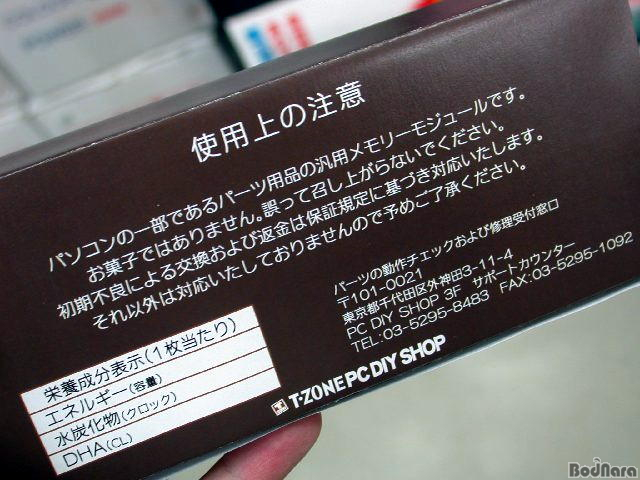 使用上の注意
パソコンの一部であるパーツ用品の汎用メモリーモジュールです。
お菓子ではありません。誤って召し上がらないでください。
初期不良による交換および返金は保証規定に基づき対応いたします。
それ以外は対応いたしておりませんので予めご了承ください。
パーツの動作チェックおよび修理受付窓口
〒101-0021
東京都千代田区外神田3-11-4
PC DIY SHOP 3F サポートカウンター
TEL:03-5295-8483 FAX:03-5295-1092
T-ZONE PC DIY SHOP
栄養成分表示(1枚当たり)
エネルギー(容量)
水炭化物(クロック)
DHA(CL)
BodNara